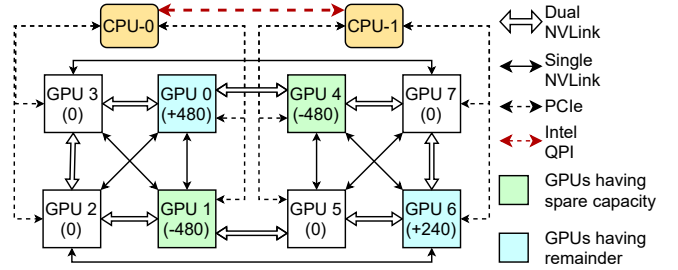 CPU-0
CPU-1
GPU 3
(0)
GPU 0
(+480)
GPU 4
(-480)
GPU 7
(0)
GPU 2
(0)
GPU 1
(-480)
GPU 5
(0)
GPU 6
(+240)
Dual
NVLink
Single
NVLink
PCIe
Intel
QPI
GPUs having
spare capacity
GPUs having
remainder